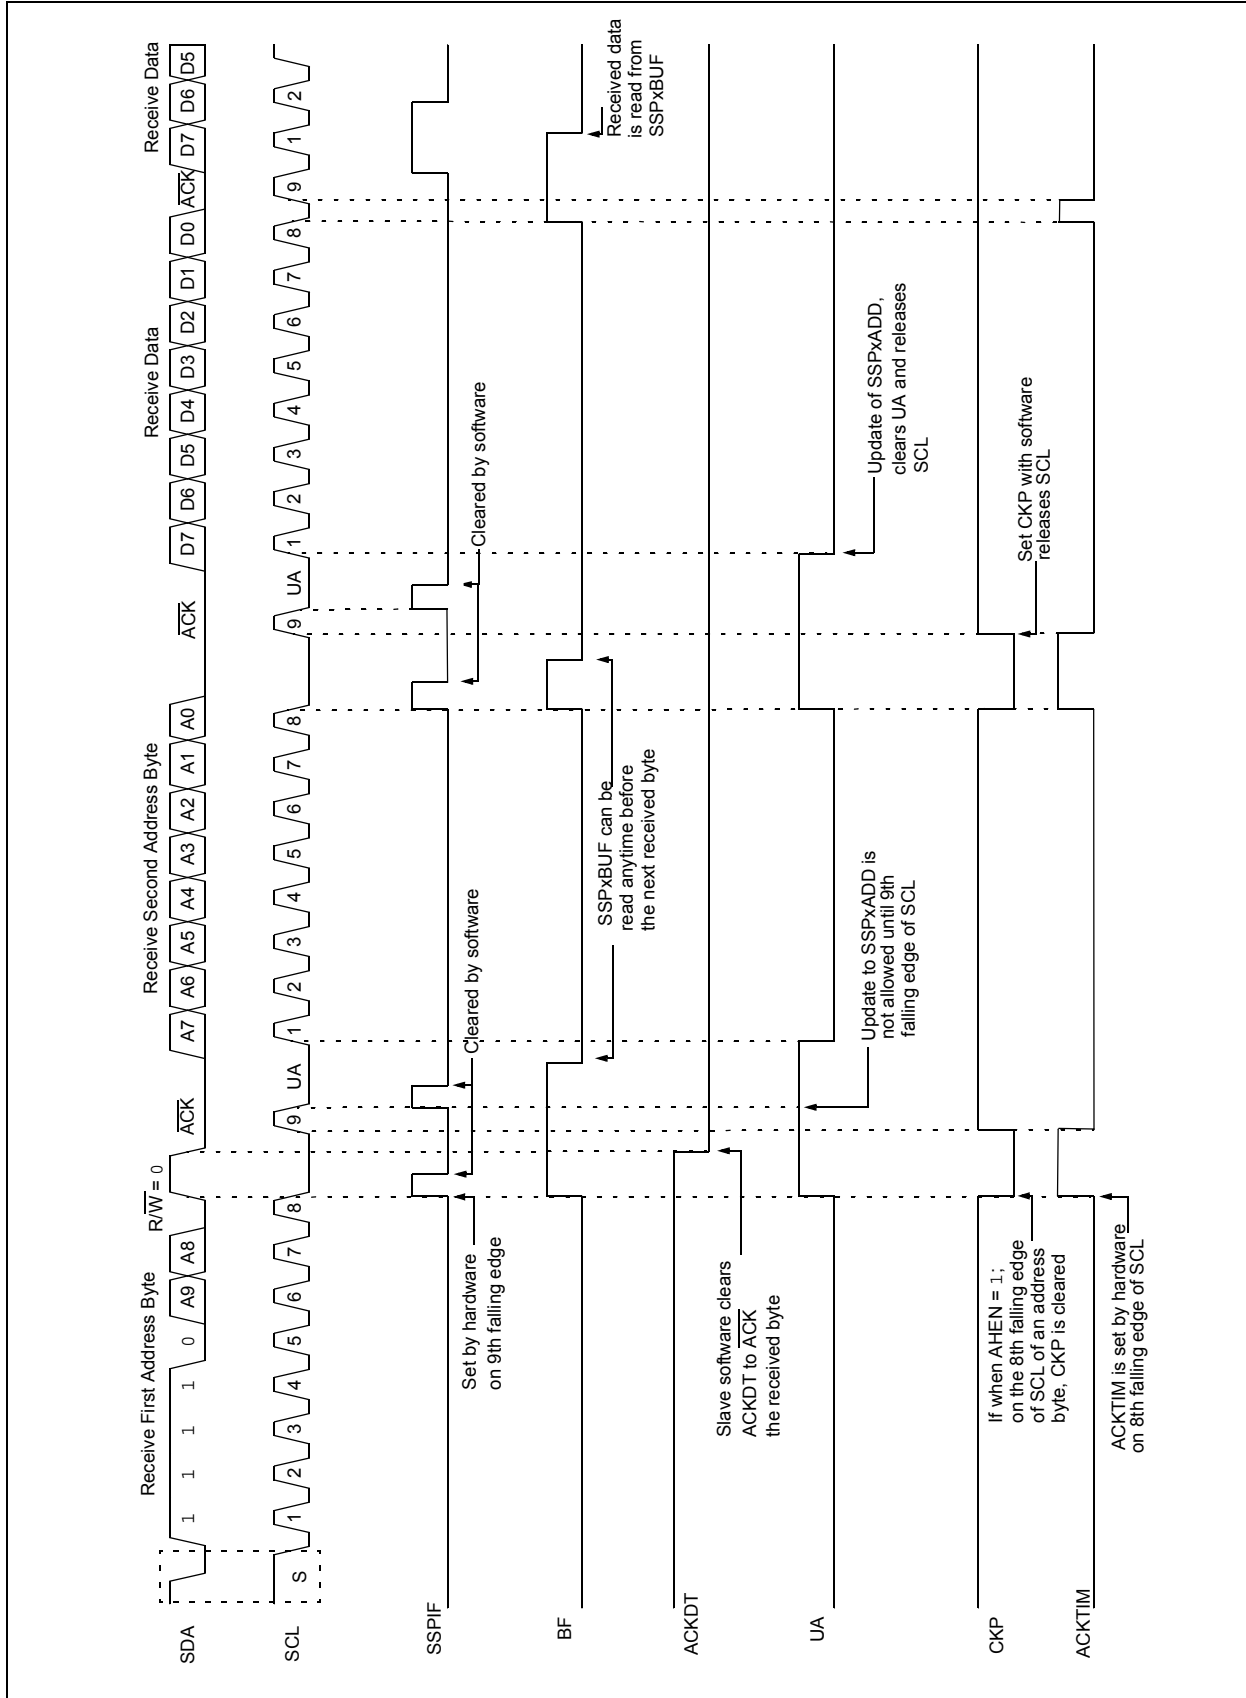 Receive First Address Byte
R/W = 0
Receive Second Address Byte
Receive Data
Receive Data
SDA
1 1 1 1 0 A9 A8
ACK
A7 A6 A5 A4 A3 A2 A1 A0
ACK
D7 D6 D5 D4 D3 D2 D1 D0
ACK
D7 D6 D5
SCL
S
1 2 3 4 5 6 7 8 9
UA
1 2 3 4 5 6 7 8 9
UA
1 2 3 4 5 6 7 8 9
1 2
SSPIF
Set by hardware
on 9th falling edge
Cleared by software
Cleared by software
BF
SSPxBUF can be
read anytime before
the next received byte
Received data
is read from
SSPxBUF
ACKDT
Slave software clears
ACKDT to ACK
the received byte
UA
Update to SSPxADD is
not allowed until 9th
falling edge of SCL
Update of SSPxADD,
clears UA and releases
SCL
CKP
If when AHEN = 1;
on the 8th falling edge
of SCL of an address
byte, CKP is cleared
Set CKP with software
releases SCL
ACKTIM
ACKTIM is set by hardware
on 8th falling edge of SCL